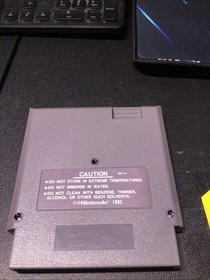 CAUTION
• DO NOT STORE IN EXTREME TEMPERATURES.
• DO NOT IMMERSE IN WATER.
• DO NOT CLEAN WITH BENZENE, THINNER,
ALCOHOL OR OTHER SUCH SOLVENTS.
©Nintendo 1985